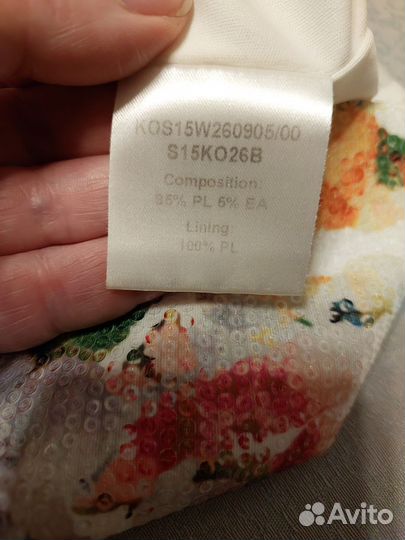 KOS15W260905/00
S15KO26B
Composition:
95% PL 5% EA
Lining:
100% PL
Avito